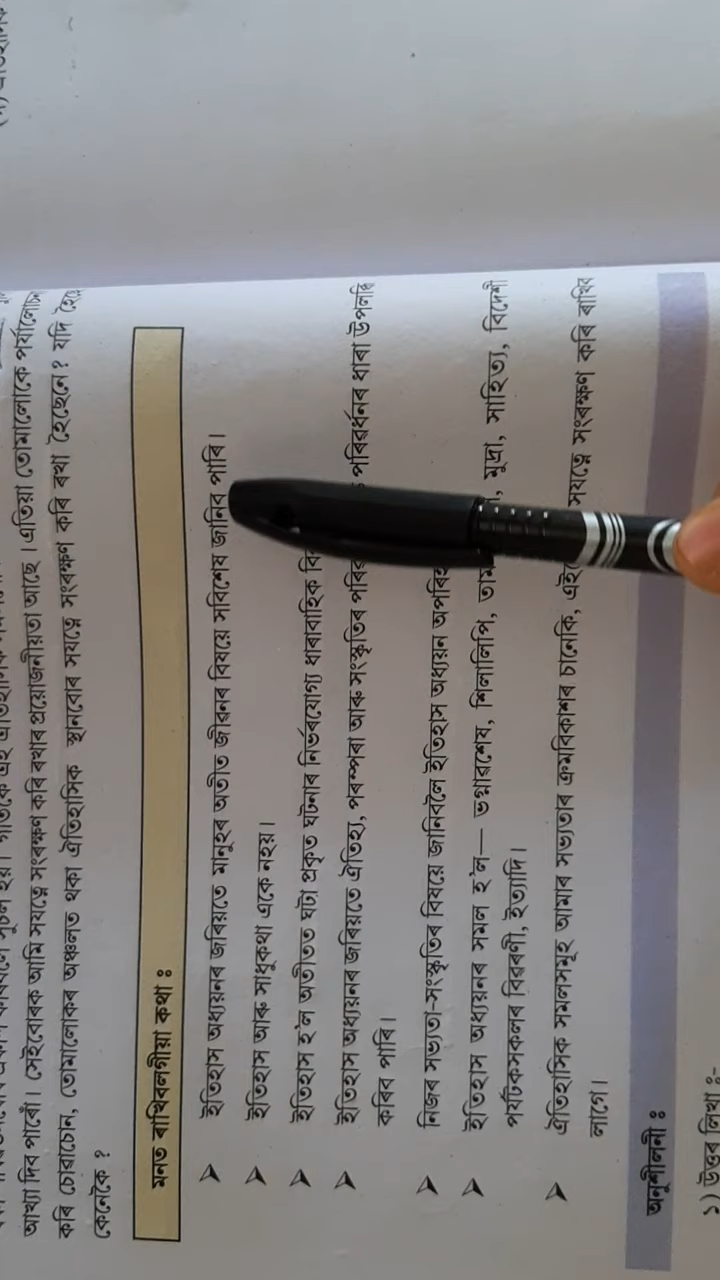 আখ্যা দিব পাৰোঁ। সেইবোৰক আমি সযত্নে সংৰক্ষণ কৰি ৰখাৰ প্ৰয়োজনীয়তা আছে। এতিয়া তোমালোকে পৰ্যালোচনা
কৰি চোৱাচোন, তোমালোকৰ অঞ্চলত থকা ঐতিহাসিক স্থানবোৰ সযত্নে সংৰক্ষণ কৰি ৰখা হৈছেনে? যদি হৈছে
কেনেকৈ ?
মনত ৰাখিবলগীয়া কথা ঃ
➤ ইতিহাস অধ্যয়নৰ জৰিয়তে মানুহৰ অতীত জীৱনৰ বিষয়ে সবিশেষ জানিব পাৰি।
➤ ইতিহাস আৰু সাধুকথা একে নহয়।
➤ ইতিহাস হ'ল অতীতত ঘটা প্ৰকৃত ঘটনাৰ নিৰ্ভৰযোগ্য ধাৰাবাহিক
➤ ইতিহাস অধ্যয়নৰ জৰিয়তে ঐতিহ্য, পৰম্পৰা আৰু সংস্কৃতিৰ পৰিবৰ্ধনৰ ধাৰা উপলব্ধি
কৰিব পাৰি।
➤ নিজৰ সভ্যতা-সংস্কৃতিৰ বিষয়ে জানিবলৈ ইতিহাস অধ্যয়ন
➤ ইতিহাস অধ্যয়নৰ সমল হ'ল— ভগ্নাৱশেষ, শিলালিপি, মুদ্ৰা, সাহিত্য, বিদেশী
পৰ্যটকসকলৰ বিৱৰণী, ইত্যাদি।
➤ ঐতিহাসিক সমলসমূহ আমাৰ সভ্যতাৰ ক্ৰমবিকাশৰ চানেকি, সযত্নে সংৰক্ষণ কৰি ৰাখিব
লাগে।
অনুশীলনী ঃ
১) উত্তৰ লিখা ঃ-